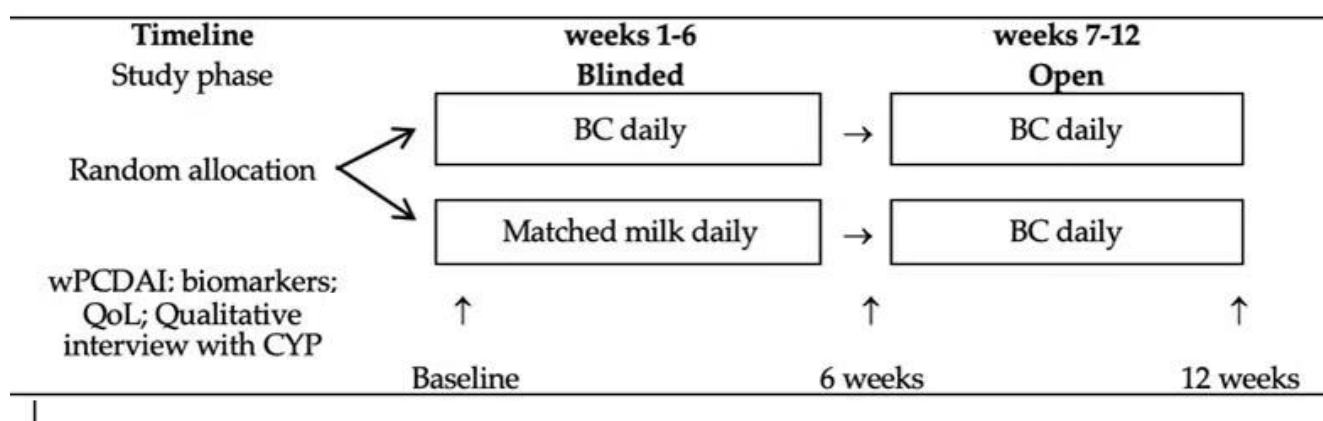 Timeline weeks 1-6 weeks 7-12
Study phase Blinded Open
BC daily → BC daily
Random allocation
Matched milk daily → BC daily
wPCDAI: biomarkers;
QoL; Qualitative
interview with CYP
↑ ↑ ↑
Baseline 6 weeks 12 weeks